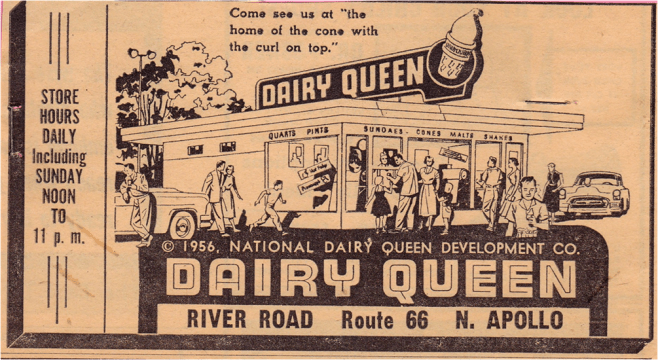 Come see us at "the
home of the cone with
the curl on top."
DAIRY QUEEN
STORE
HOURS
DAILY
Including
SUNDAY
NOON
TO
11 p. m.
QUARTS PINTS
SUNDAES - CONES MALTS SHAKES
© 1956, NATIONAL DAIRY QUEEN DEVELOPMENT CO.
DAIRY QUEEN
RIVER ROAD Route 66 N. APOLLO